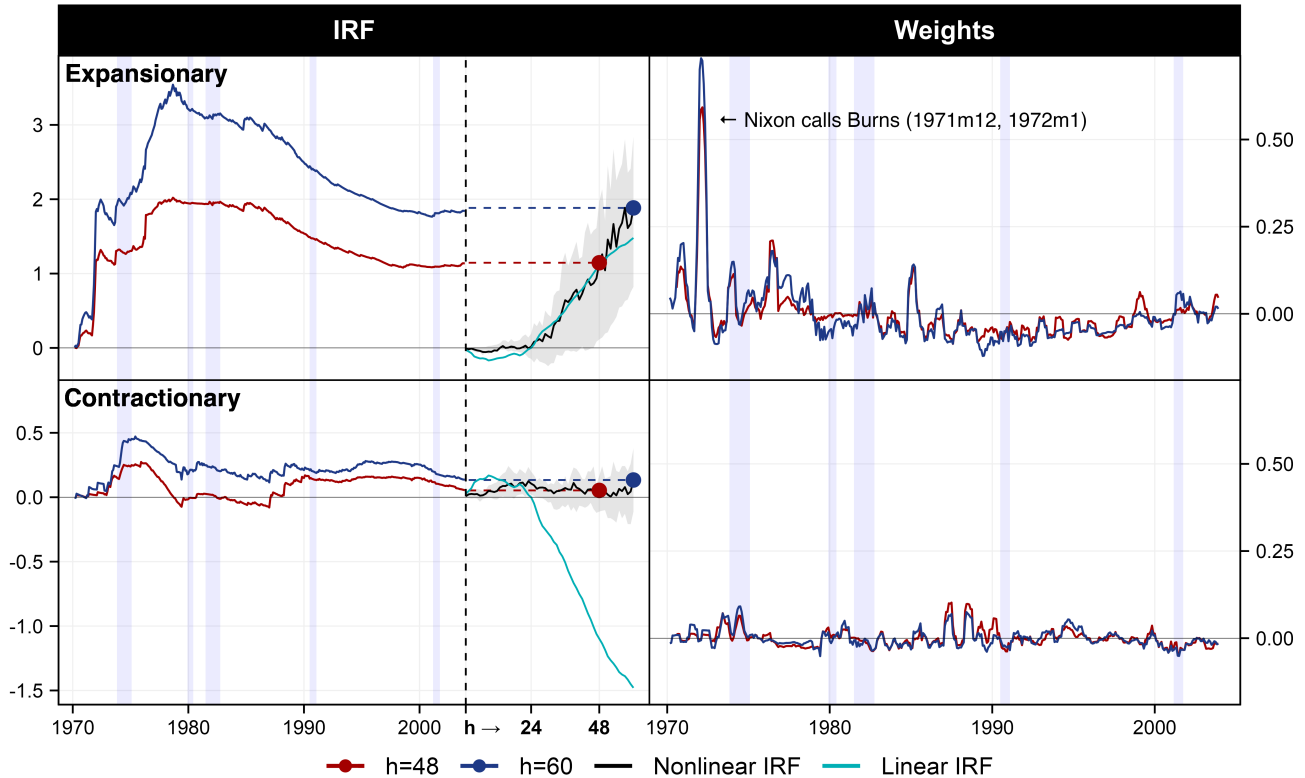 IRF
Weights
Expansionary
3
2
1
0
← Nixon calls Burns (1971m12, 1972m1)
0.50
0.25
0.00
Contractionary
0.5
0.0
-0.5
-1.0
-1.5
0.50
0.25
0.00
1970 1980 1990 2000 h → 24 48
1970 1980 1990 2000
h=48 h=60 Nonlinear IRF Linear IRF